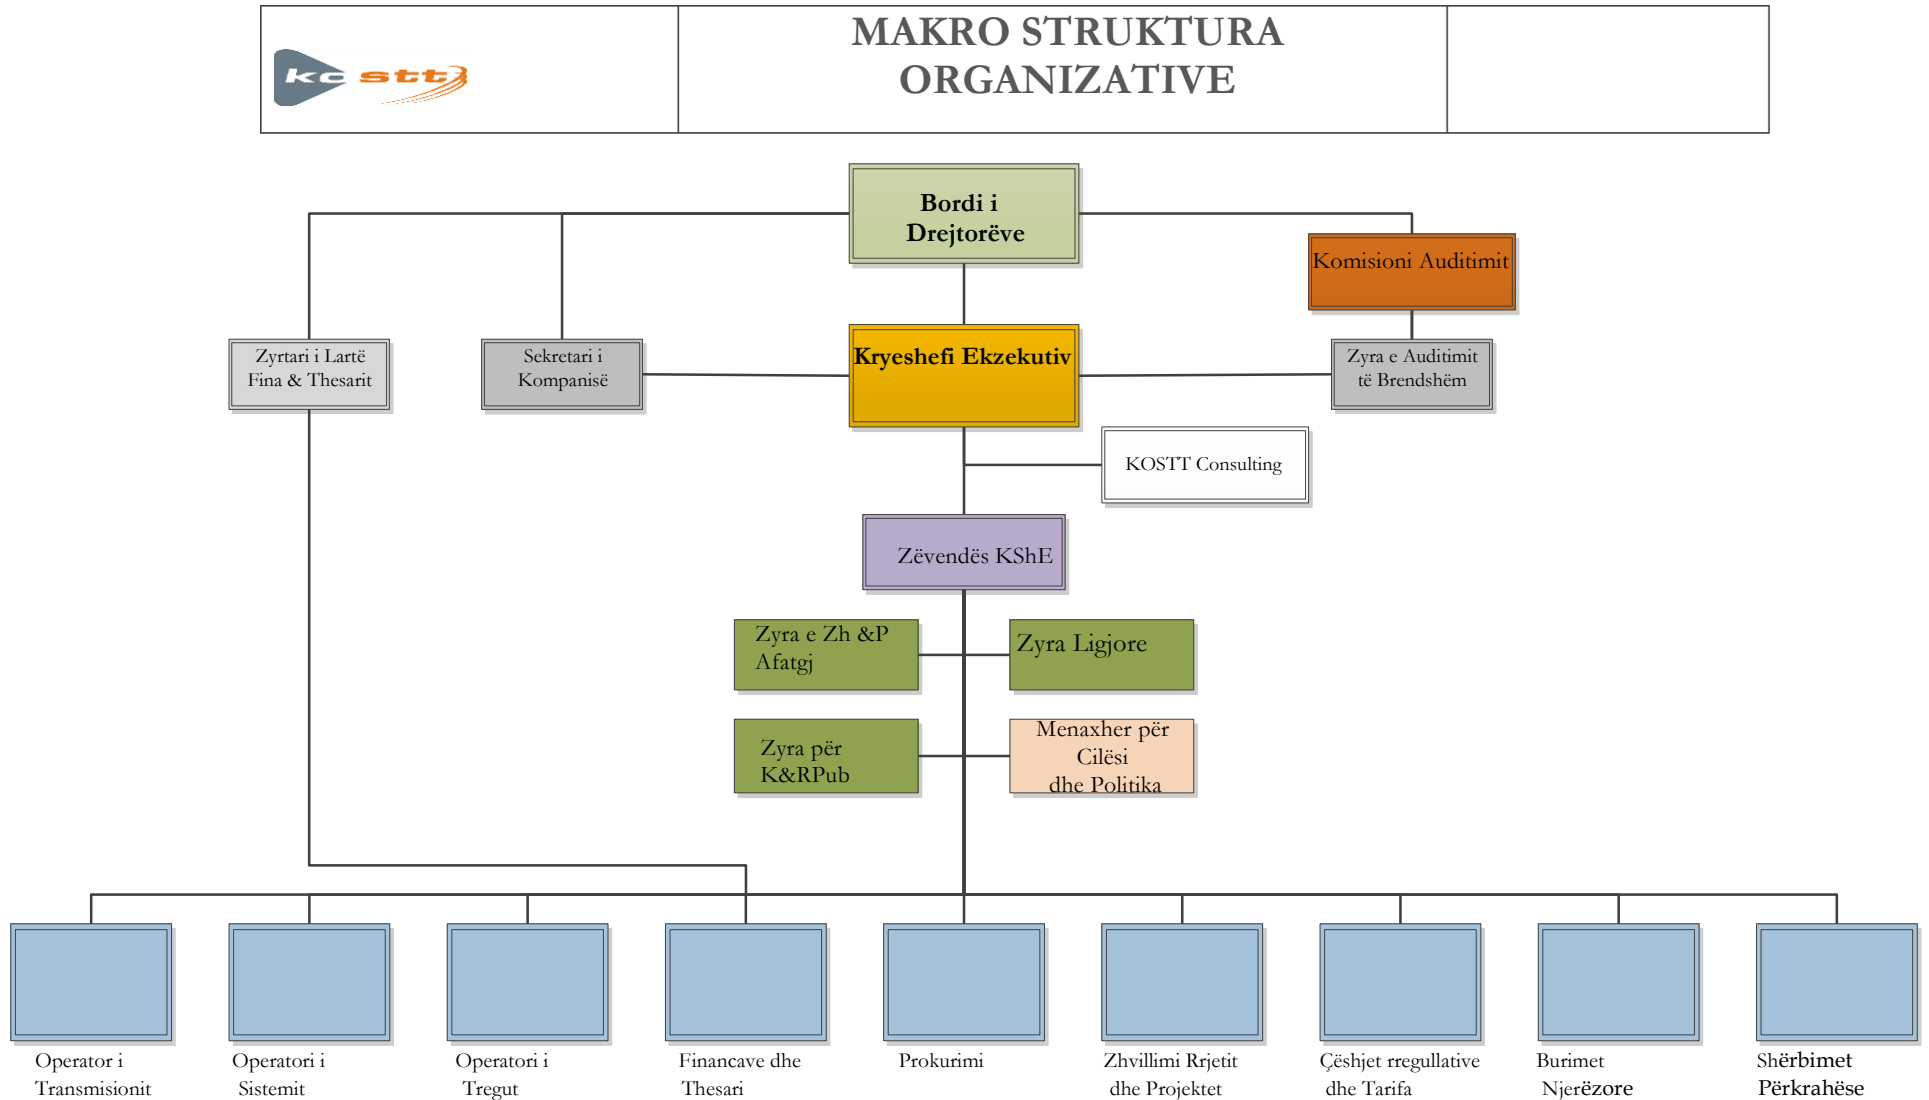 kostt
MAKRO STRUKTURA
ORGANIZATIVE
Bordi i
Drejtorëve
Komisioni Auditimit
Zyrtari i Lartë
Fina & Thesarit
Sekretari i
Kompanisë
Kryeshefi Ekzekutiv
Zyra e Auditimit
të Brendshëm
KOSTT Consulting
Zëvendës KShE
Zyra e Zh &P
Afatgj
Zyra Ligjore
Zyra për
K&RPub
Menaxher për
Cilësi
dhe Politika
Operator i
Transmisionit
Operatori i
Sistemit
Operatori i
Tregut
Financave dhe
Thesari
Prokurimi
Zhvillimi Rrjetit
dhe Projektet
Çështjet rregullative
dhe Tarifa
Burimet
Njerëzore
Shërbimet
Përkrahëse